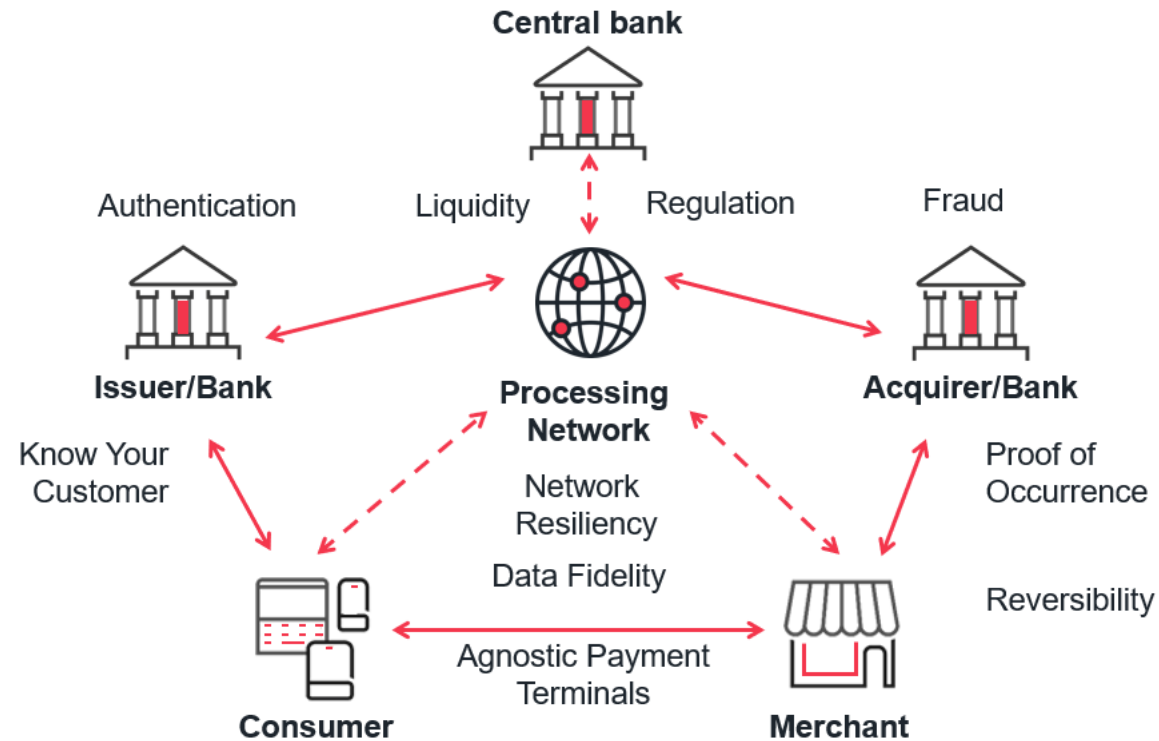 Central bank
Authentication
Liquidity
Regulation
Fraud
Issuer/Bank
Processing
Network
Acquirer/Bank
Know Your
Customer
Network
Resiliency
Proof of
Occurrence
Data Fidelity
Reversibility
Agnostic Payment
Terminals
Consumer
Merchant